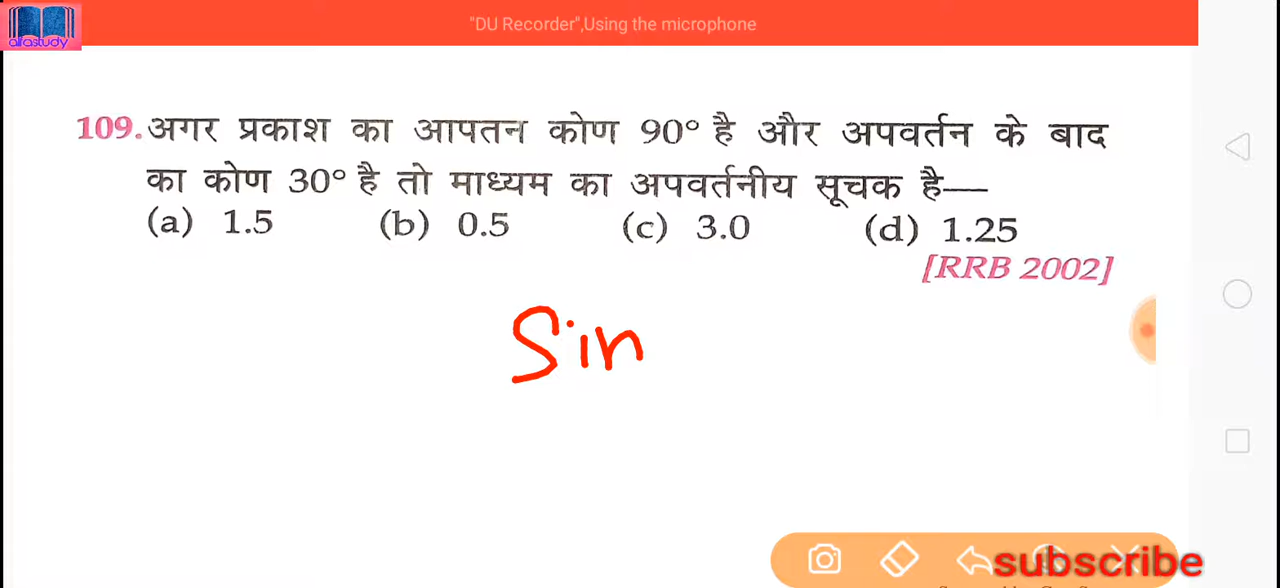 "DU Recorder",Using the microphone
alfastudy
109. अगर प्रकाश का आपतन कोण 90° है और अपवर्तन के बाद
का कोण 30° है तो माध्यम का अपवर्तनीय सूचक है—
(a) 1.5 (b) 0.5 (c) 3.0 (d) 1.25
[RRB 2002]
Sin
subscribe